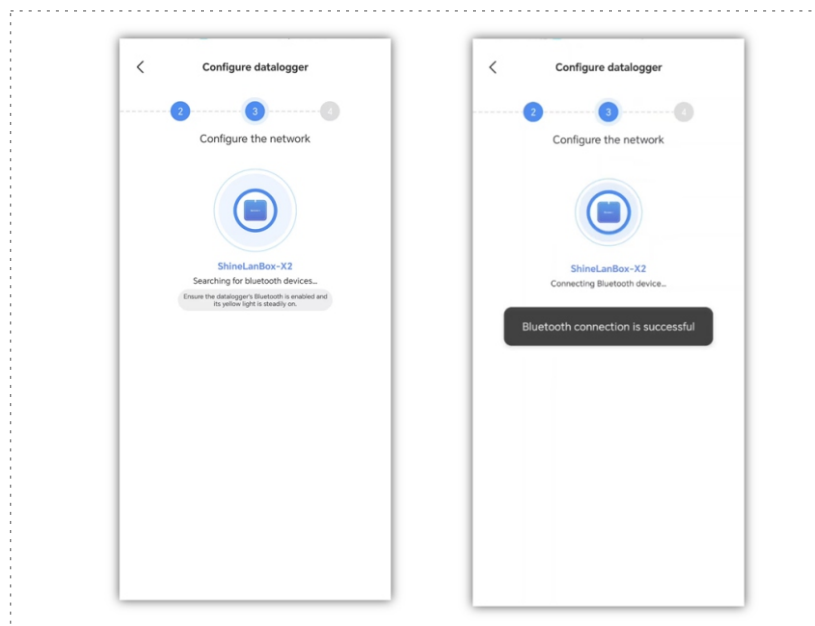 Configure datalogger
2 3 4
Configure the network
ShineLanBox-X2
Searching for bluetooth devices...
Ensure the datalogger's Bluetooth is enabled and
its yellow light is steadily on.
Configure datalogger
2 3 4
Configure the network
ShineLanBox-X2
Connecting Bluetooth device...
Bluetooth connection is successful